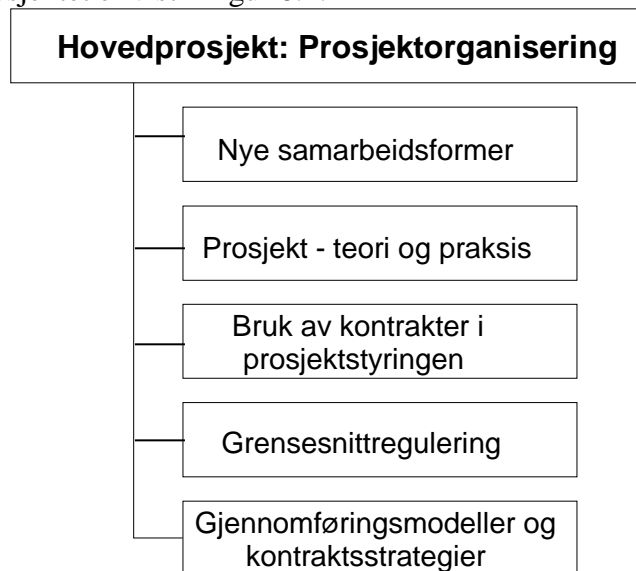 Hovedprosjekt: Prosjektorganisering
Nye samarbeidsformer
Prosjekt - teori og praksis
Bruk av kontrakter i
prosjektstyringen
Grensesnittregulering
Gjennomføringsmodeller og
kontraktsstrategier